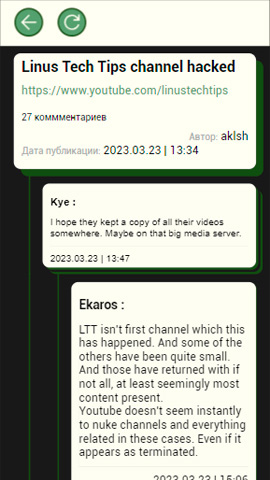 Linus Tech Tips channel hacked
https://www.youtube.com/linustechtips
27 коммментариев
Автор: aklsh
Дата публикации: 2023.03.23 | 13:34
Kye :
I hope they kept a copy of all their videos
somewhere. Maybe on that big media server.
2023.03.23 | 13:47
Ekaros :
LTT isn't first channel which this
has happened. And some of the
others have been quite small.
And those have returned with if
not all, at least seemingly most
content present.
Youtube doesn't seem instantly
to nuke channels and everything
related in these cases. Even if it
appears as terminated.
2023.03.23 | 15:06